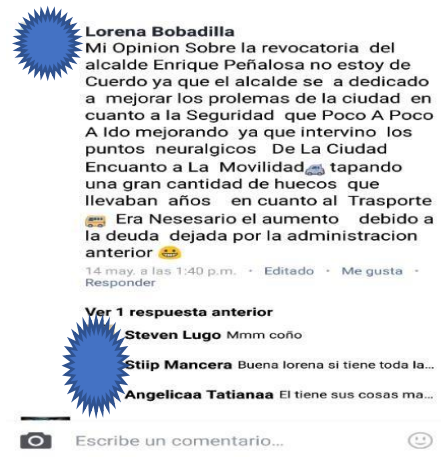 Lorena Bobadilla
Mi Opinion Sobre la revocatoria del
alcalde Enrique Peñalosa no estoy de
Cuerdo ya que el alcalde se a dedicado
a mejorar los prolemas de la ciudad en
cuanto a la Seguridad que Poco A Poco
A Ido mejorando ya que intervino los
puntos neuralgicos De La Ciudad
Encuanto a La Movilidad🚙 tapando
una gran cantidad de huecos que
llevaban años en cuanto al Trasporte
🚌 Era Nesesario el aumento debido a
la deuda dejada por la administracion
anterior 😀
14 may. a las 1:40 p.m. · Editado · Me gusta ·
Responder
Ver 1 respuesta anterior
Steven Lugo Mmm coño
Stiip Mancera Buena lorena si tiene toda la...
Angelicaa Tatianaa El tiene sus cosas ma...
Escribe un comentario...